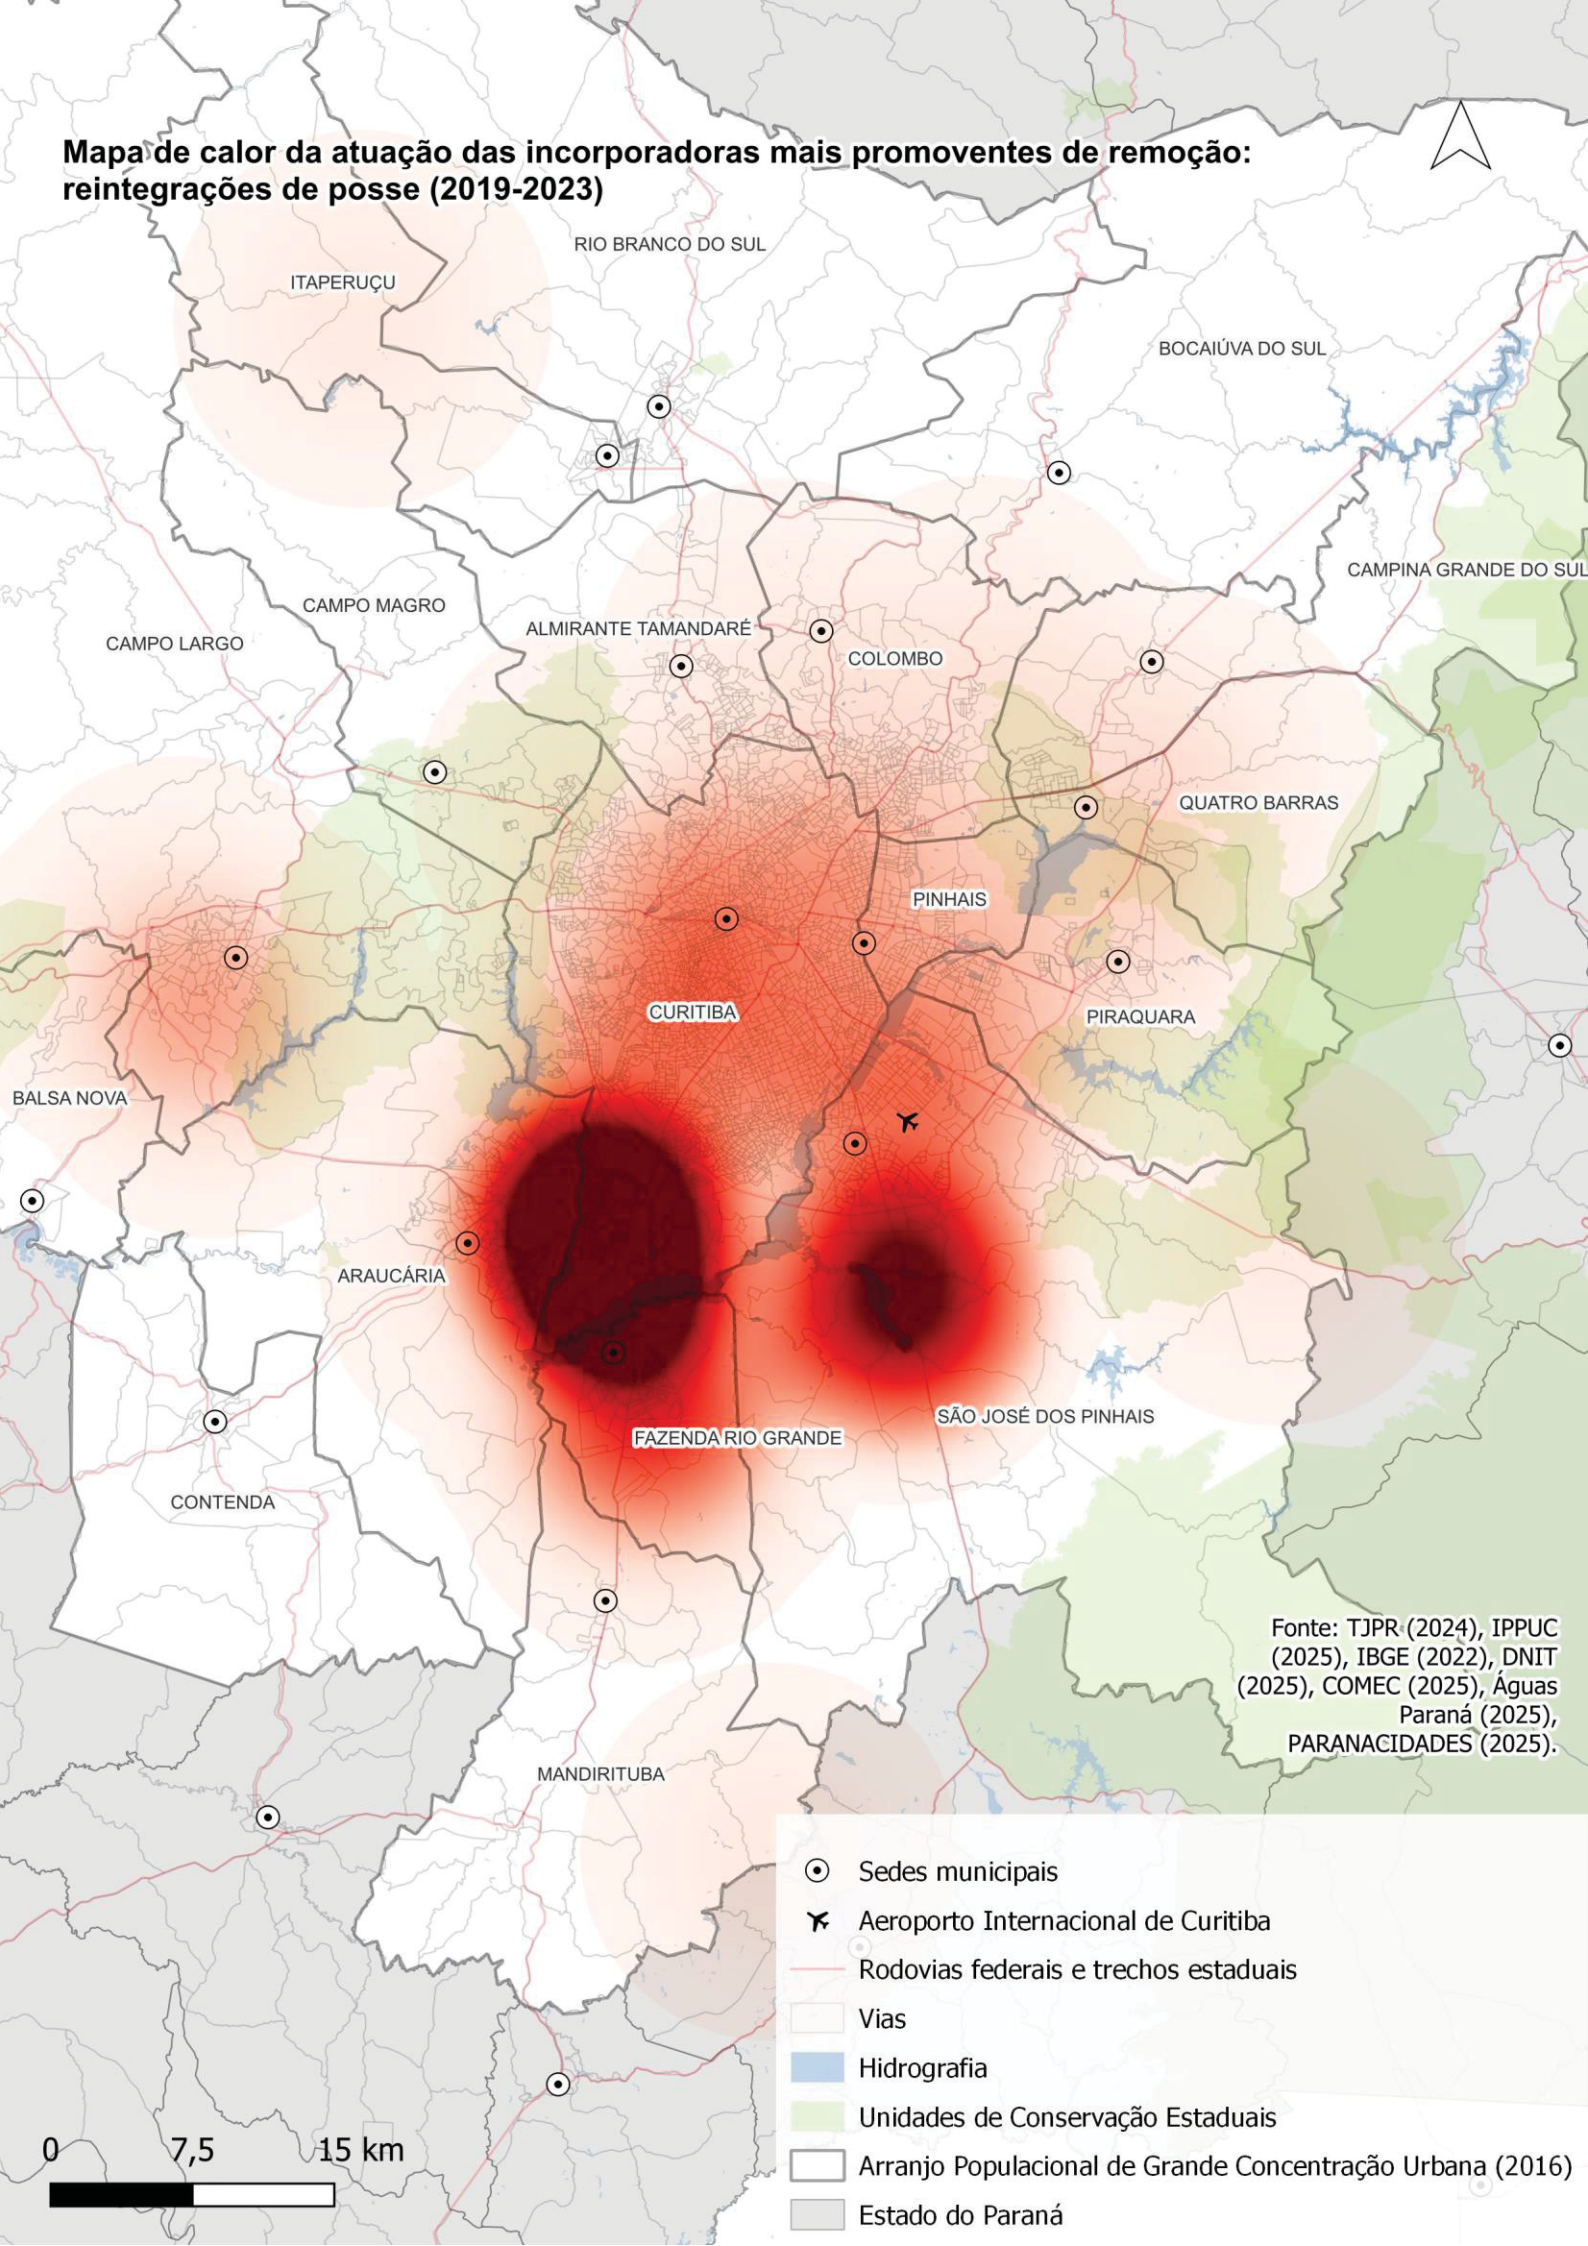 Mapa de calor da atuação das incorporadoras mais promoventes de remoção:
reintegrações de posse (2019-2023)
RIO BRANCO DO SUL
ITAPERUÇU
BOCAIÚVA DO SUL
CAMPINA GRANDE DO SUL
CAMPO MAGRO
ALMIRANTE TAMANDARÉ
CAMPO LARGO
COLOMBO
QUATRO BARRAS
PINHAIS
CURITIBA
PIRAQUARA
BALSA NOVA
ARAUCÁRIA
SÃO JOSÉ DOS PINHAIS
FAZENDA RIO GRANDE
CONTENDA
Fonte: TJPR (2024), IPPUC
(2025), IBGE (2022), DNIT
(2025), COMEC (2025), Águas
Paraná (2025),
PARANACIDADES (2025).
MANDIRITUBA
Sedes municipais
Aeroporto Internacional de Curitiba
Rodovias federais e trechos estaduais
Vias
Hidrografia
Unidades de Conservação Estaduais
Arranjo Populacional de Grande Concentração Urbana (2016)
Estado do Paraná
0 7,5 15 km